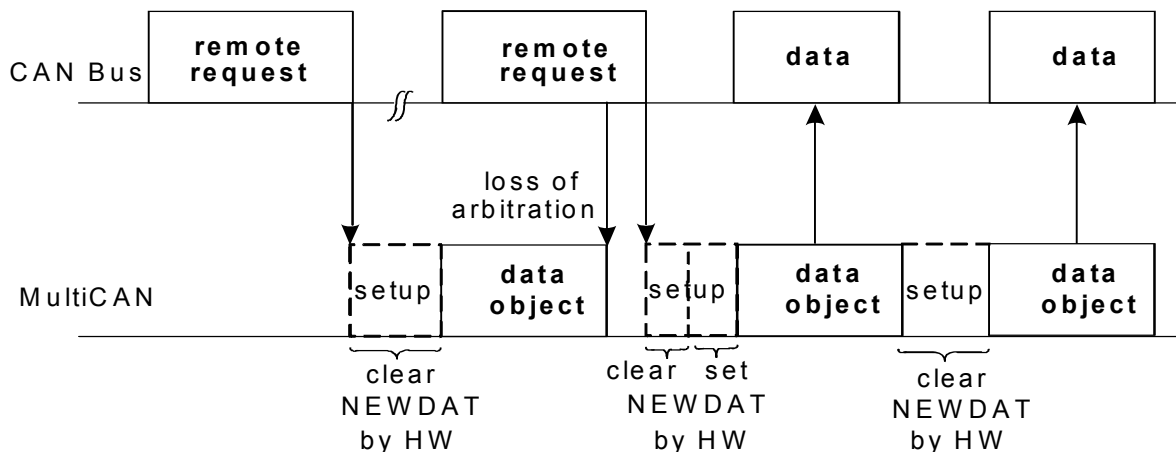 remote
request
remote
request
data
data
CAN Bus
loss of
arbitration
MultiCAN
setup
data
object
setup
data
object
setup
data
object
clear
NEWDAT
by HW
clear set
NEWDAT
by HW
clear
NEWDAT
by HW